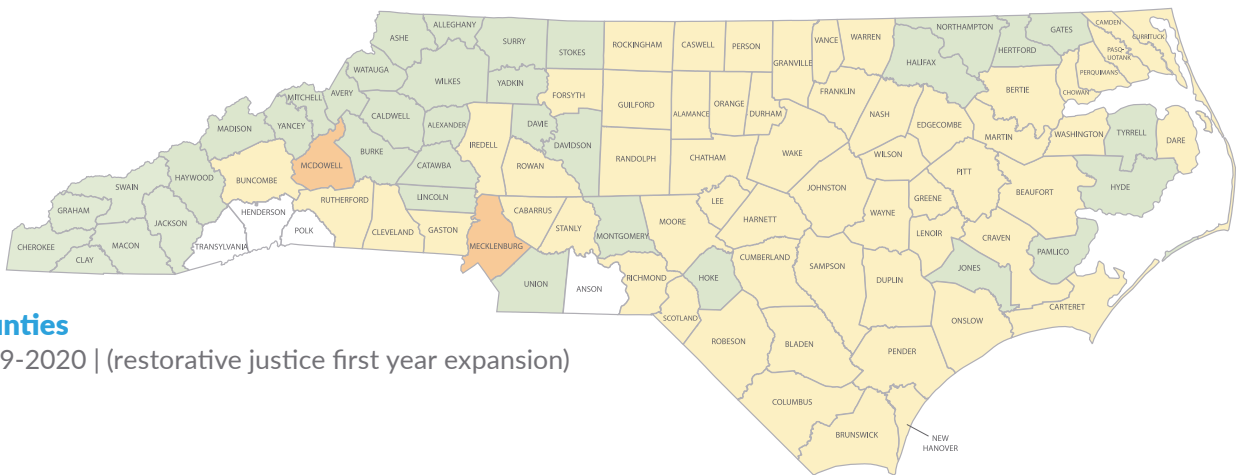 ALLEGHANY
ASHE
SURRY
STOKES
ROCKINGHAM
CASWELL
PERSON
VANCE
WARREN
GRANVILLE
NORTHAMPTON
GATES
CAMDEN
CURRITUCK
PASQ-
UOTANK
HERTFORD
HALIFAX
PERQUIMANS
CHOWAN
WATAUGA
WILKES
YADKIN
FORSYTH
GUILFORD
ALAMANCE
ORANGE
DURHAM
FRANKLIN
NASH
EDGECOMBE
BERTIE
MITCHELL
AVERY
CALDWELL
ALEXANDER
DAVIE
DAVIDSON
IREDELL
MADISON
YANCEY
BURKE
CATAWBA
ROWAN
RANDOLPH
CHATHAM
WAKE
WILSON
MARTIN
WASHINGTON
TYRRELL
DARE
MCDOWELL
HAYWOOD
BUNCOMBE
SWAIN
RUTHERFORD
LINCOLN
CABARRUS
JOHNSTON
PITT
BEAUFORT
HYDE
GRAHAM
JACKSON
HENDERSON
POLK
CLEVELAND
GASTON
STANLY
MONTGOMERY
MOORE
LEE
HARNETT
WAYNE
GREENE
LENOIR
CRAVEN
PAMLICO
CHEROKEE
MACON
CLAY
TRANSYLVANIA
MECKLENBURG
UNION
ANSON
RICHMOND
HOKE
CUMBERLAND
SAMPSON
DUPLIN
JONES
CARTERET
SCOTLAND
ROBESON
BLADEN
PENDER
ONSLOW
COLUMBUS
BRUNSWICK
NEW
HANOVER
unties
9-2020 | (restorative justice first year expansion)